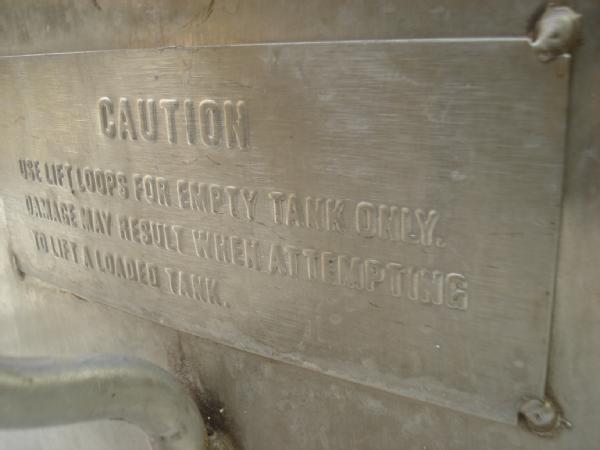 CAUTION
USE LIFT LOOPS FOR EMPTY TANK ONLY.
DAMAGE MAY RESULT WHEN ATTEMPTING
TO LIFT A LOADED TANK.